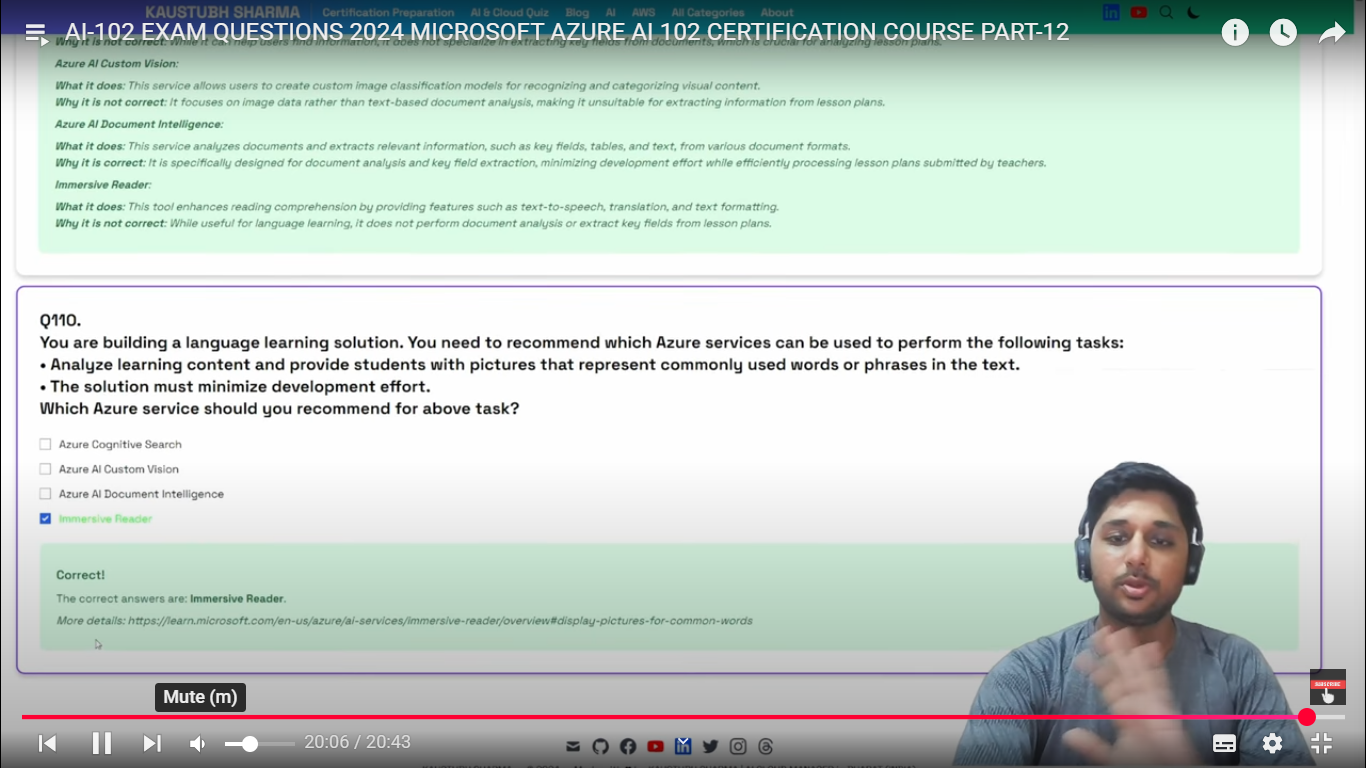 KAUSTUBH SHARMA Certification Preparation AI & Cloud Quiz Blog AI AWS All Categories About
AI-102 EXAM QUESTIONS 2024 MICROSOFT AZURE AI 102 CERTIFICATION COURSE PART-12
Why it is not correct: While it can help users find information, it does not specialize in extracting key fields from documents, which is crucial for analyzing lesson plans.
Azure AI Custom Vision:
What it does: This service allows users to create custom image classification models for recognizing and categorizing visual content.
Why it is not correct: It focuses on image data rather than text-based document analysis, making it unsuitable for extracting information from lesson plans.
Azure AI Document Intelligence:
What it does: This service analyzes documents and extracts relevant information, such as key fields, tables, and text, from various document formats.
Why it is correct: It is specifically designed for document analysis and key field extraction, minimizing development effort while efficiently processing lesson plans submitted by teachers.
Immersive Reader:
What it does: This tool enhances reading comprehension by providing features such as text-to-speech, translation, and text formatting.
Why it is not correct: While useful for language learning, it does not perform document analysis or extract key fields from lesson plans.
Q110.
You are building a language learning solution. You need to recommend which Azure services can be used to perform the following tasks:
• Analyze learning content and provide students with pictures that represent commonly used words or phrases in the text.
• The solution must minimize development effort.
Which Azure service should you recommend for above task?
Azure Cognitive Search
Azure AI Custom Vision
Azure AI Document Intelligence
Immersive Reader
Correct!
The correct answers are: Immersive Reader.
More details: https://learn.microsoft.com/en-us/azure/ai-services/immersive-reader/overview#display-pictures-for-common-words
SUBSCRIBE
Mute (m)
20:06 / 20:43